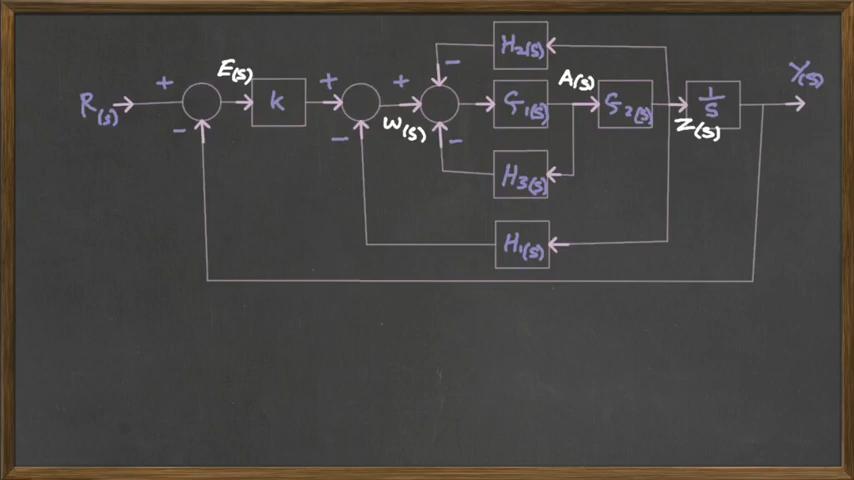 H₂(s)
Y(s)
E(s)
A(s)
+
+
+
-
R(s)
k
G₁(s)
G₂(s)
1/s
-
-
W(s)
-
Z(s)
H₃(s)
H₁(s)